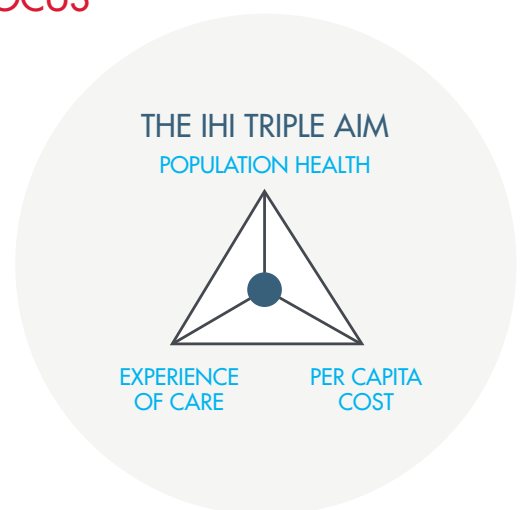 THE IHI TRIPLE AIM
POPULATION HEALTH
EXPERIENCE PER CAPITA
OF CARE COST